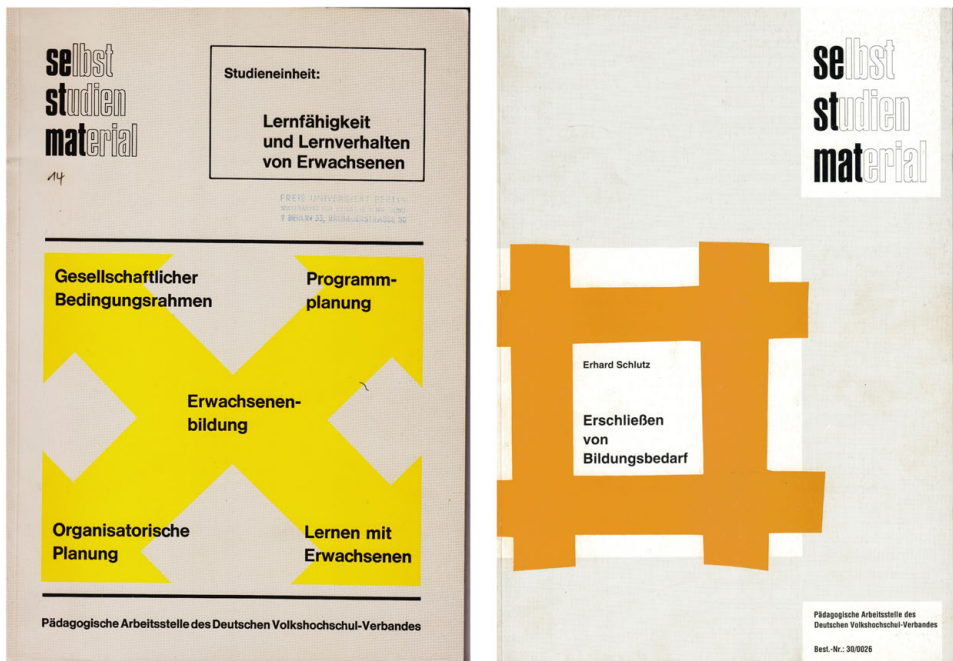 selbst
studien
material
14
Studieneinheit:
Lernfähigkeit
und Lernverhalten
von Erwachsenen
FREIE UNIVERSITÄT BERLIN
Gesellschaftlicher
Bedingungsrahmen
Programm-
planung
Erwachsenen-
bildung
Organisatorische
Planung
Lernen mit
Erwachsenen
Pädagogische Arbeitsstelle des Deutschen Volkshochschul-Verbandes
selbst
studien
material
Erhard Schlutz
Erschließen
von
Bildungsbedarf
Pädagogische Arbeitsstelle des
Deutschen Volkshochschul-Verbandes
Best.-Nr.: 30/0026